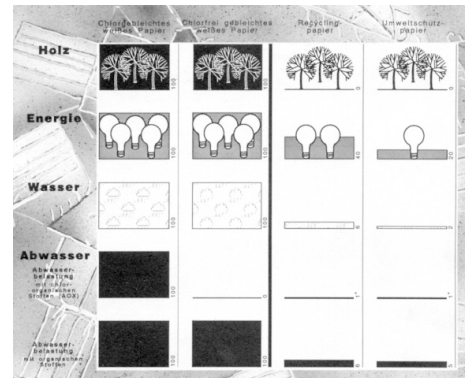 Chlorgebleichtes
weißes Papier
Chlorfrei gebleichtes
weißes Papier
Recycling-
papier
Umweltschutz-
papier
Holz
100
100
0
0
Energie
100
100
40
20
Wasser
100
100
6
2
Abwasser
Abwasser-
belastung
mit chlor-
organischen
Stoffen (AOX)
100
0
1*
1*
Abwasser-
belastung
mit organischen
Stoffen
100
100